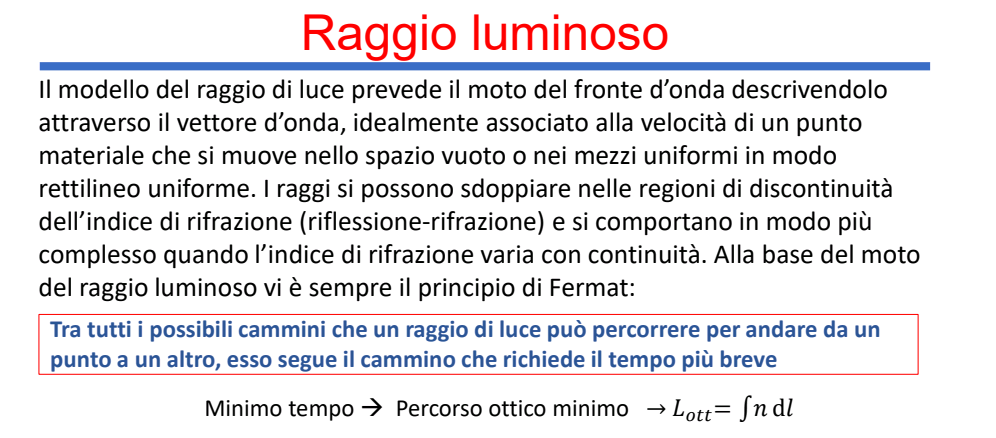 Raggio luminoso
Il modello del raggio di luce prevede il moto del fronte d’onda descrivendolo
attraverso il vettore d’onda, idealmente associato alla velocità di un punto
materiale che si muove nello spazio vuoto o nei mezzi uniformi in modo
rettilineo uniforme. I raggi si possono sdoppiare nelle regioni di discontinuità
dell’indice di rifrazione (riflessione-rifrazione) e si comportano in modo più
complesso quando l’indice di rifrazione varia con continuità. Alla base del moto
del raggio luminoso vi è sempre il principio di Fermat:
Tra tutti i possibili cammini che un raggio di luce può percorrere per andare da un
punto a un altro, esso segue il cammino che richiede il tempo più breve
Minimo tempo → Percorso ottico minimo → L_{ott} = ∫ n dl